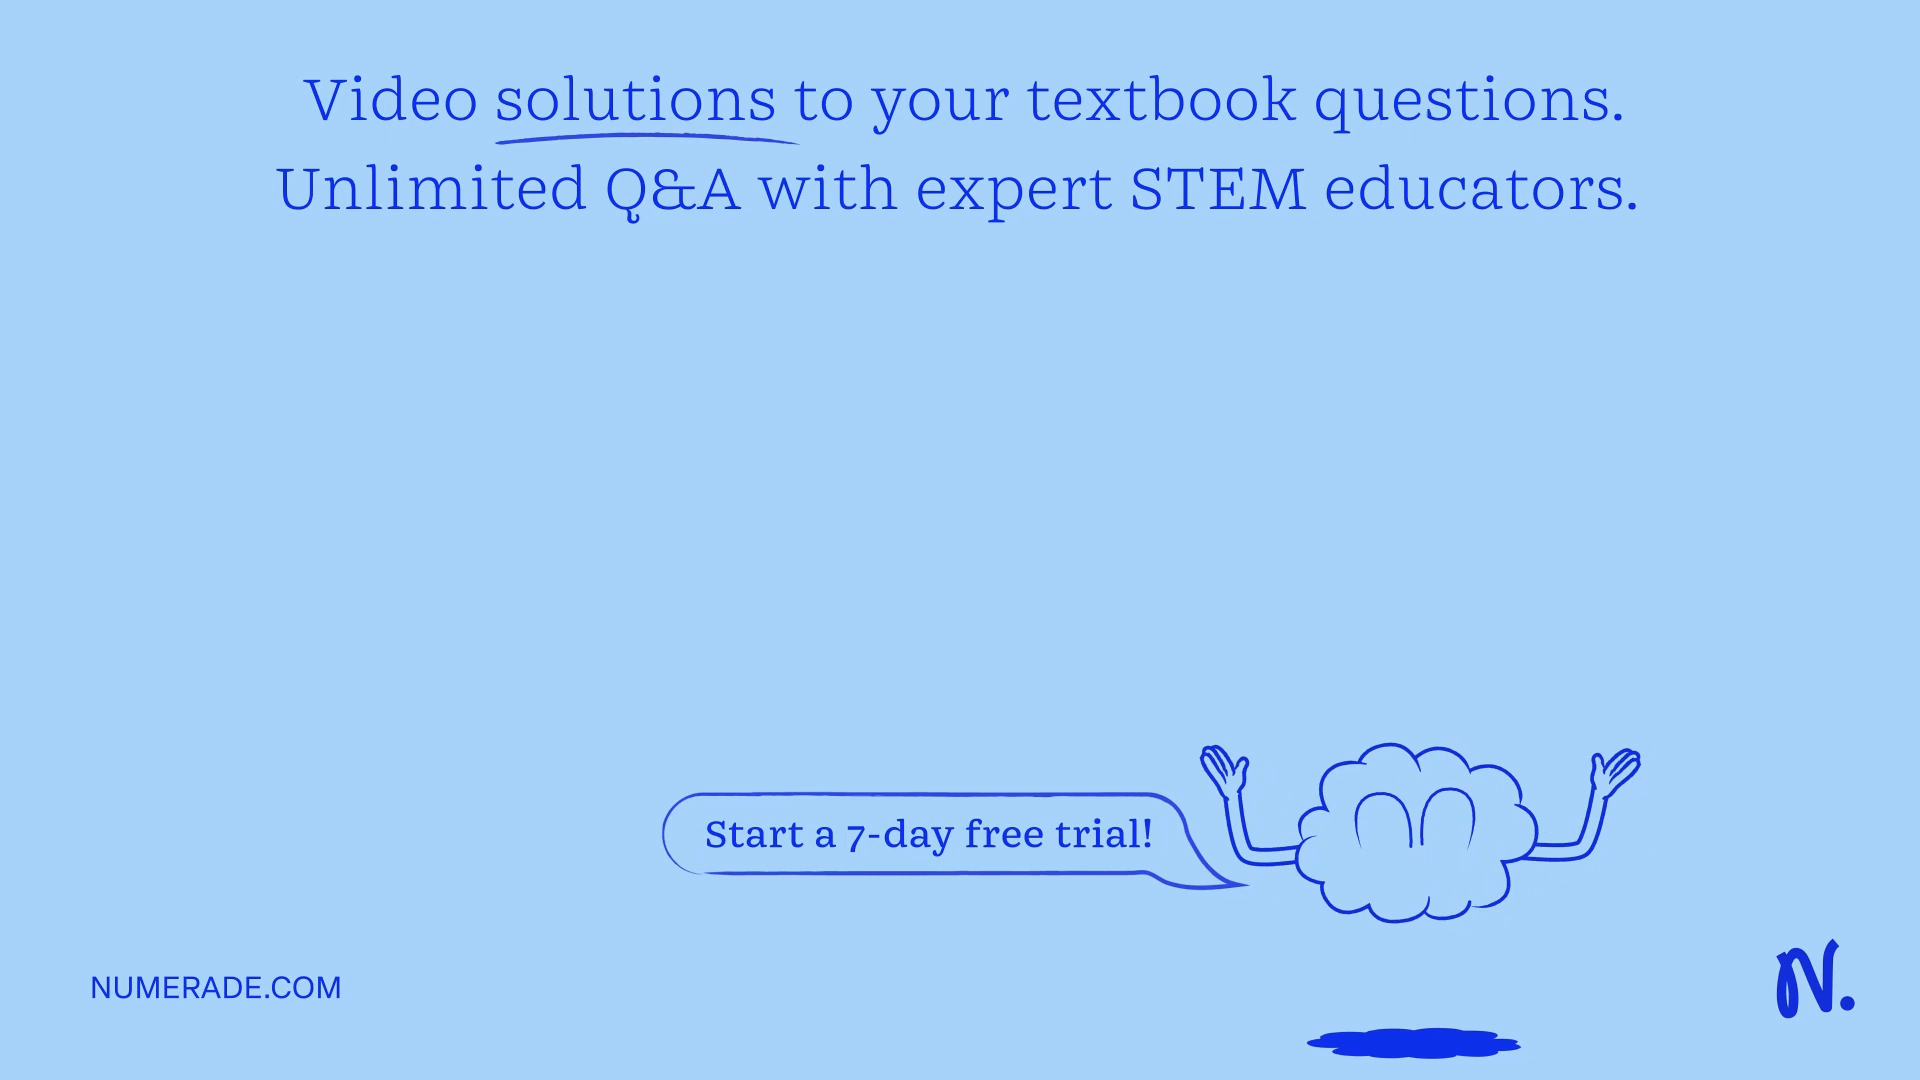 Video solutions to your textbook questions.
Unlimited Q&A with expert STEM educators.
Start a 7-day free trial!
NUMERADE.COM
N.